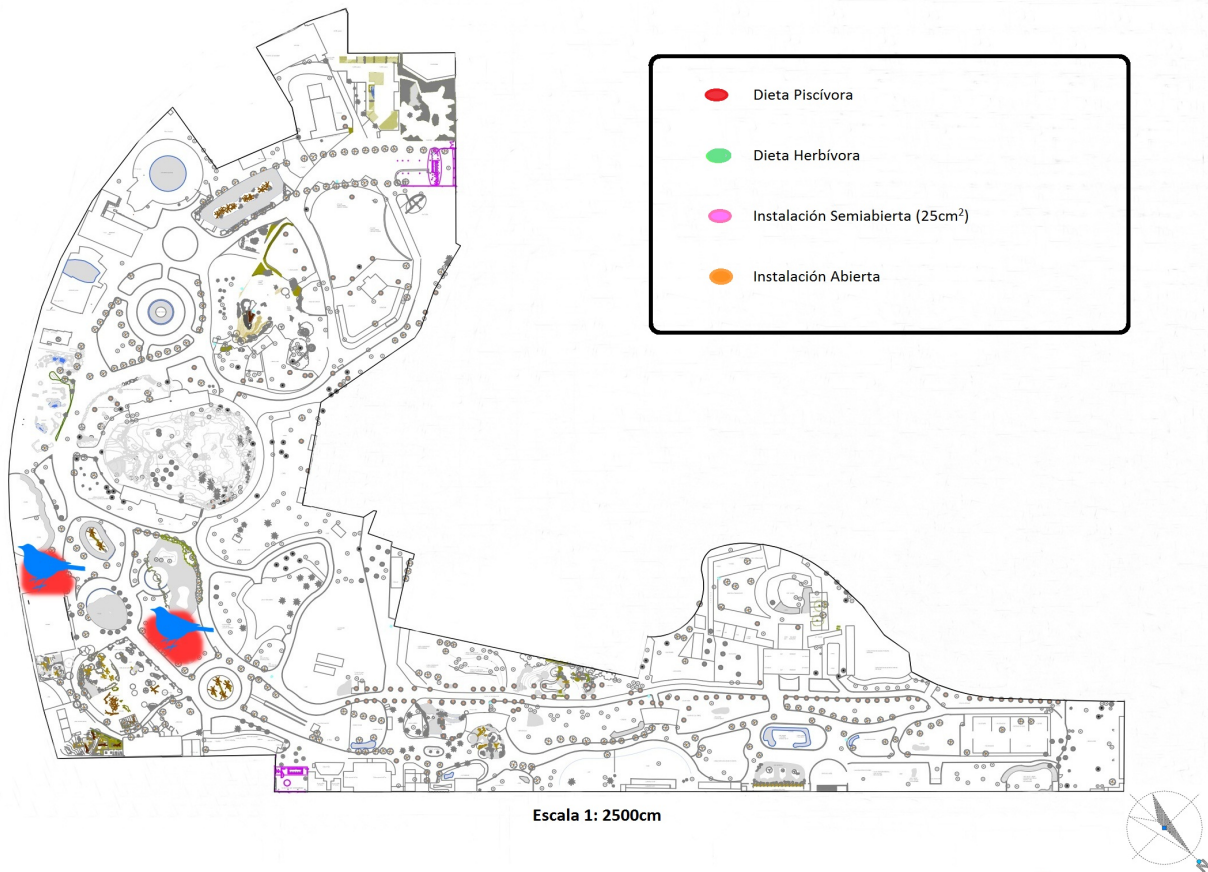 Dieta Piscívora
Dieta Herbívora
Instalación Semiabierta (25cm²)
Instalación Abierta
Escala 1: 2500cm
N